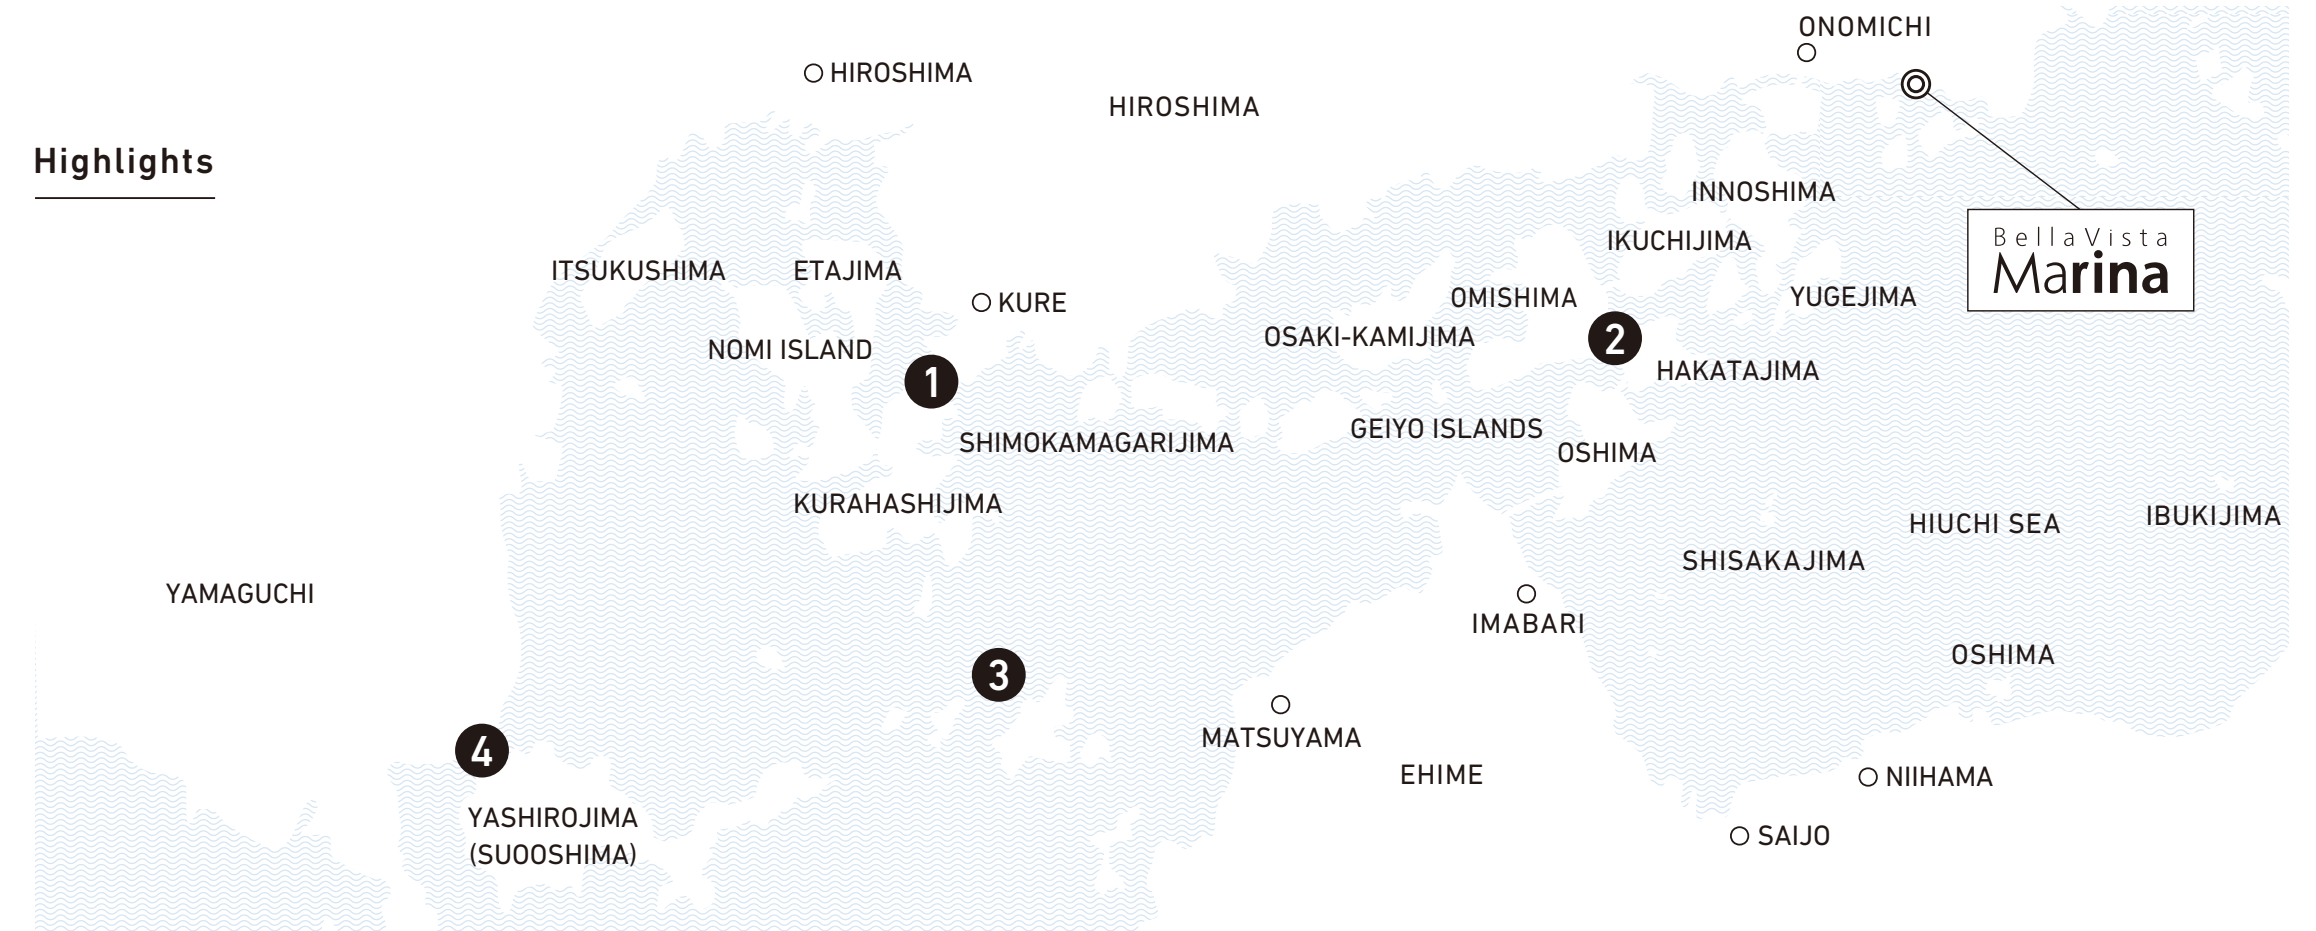 ONOMICHI
HIROSHIMA
HIROSHIMA
Highlights
INNOSHIMA
BellaVista
Marina
IKUCHIJIMA
ITSUKUSHIMA
ETAJIMA
KURE
OMISHIMA
YUGEJIMA
OSAKI-KAMIJIMA
2
NOMI ISLAND
1
HAKATAJIMA
SHIMOKAMAGARIJIMA
GEIYO ISLANDS
OSHIMA
KURAHASHIJIMA
HIUCHI SEA
IBUKIJIMA
SHISAKAJIMA
YAMAGUCHI
IMABARI
OSHIMA
3
MATSUYAMA
4
EHIME
NIIHAMA
YASHIROJIMA
(SUOOSHIMA)
SAIJO